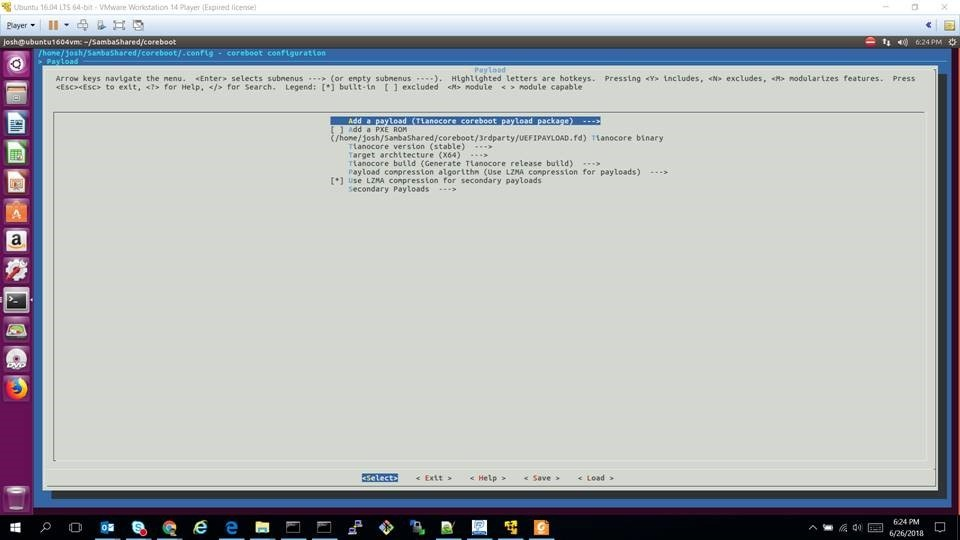 Ubuntu 16.04 LTS 64-bit - VMware Workstation 14 Player (Expired license)
Player
josh@ubuntu1604vm: ~/SambaShared/coreboot
6:24 PM
/home/josh/SambaShared/coreboot/.config - coreboot configuration
> Payload
Payload
Arrow keys navigate the menu. <Enter> selects submenus ---> (or empty submenus ----). Highlighted letters are hotkeys. Pressing <Y> includes, <N> excludes, <M> modularizes features. Press
<Esc><Esc> to exit, <?> for Help, </> for Search. Legend: [*] built-in [ ] excluded <M> module < > module capable
Add a payload (Tianocore coreboot payload package) --->
[ ] Add a PXE ROM
(/home/josh/SambaShared/coreboot/3rdparty/UEFIPAYLOAD.fd) Tianocore binary
Tianocore version (stable) --->
Target architecture (X64) --->
Tianocore build (Generate Tianocore release build) --->
Payload compression algorithm (Use LZMA compression for payloads) --->
[*] Use LZMA compression for secondary payloads
Secondary Payloads --->
<Select> < Exit > < Help > < Save > < Load >
6:24 PM
6/26/2018